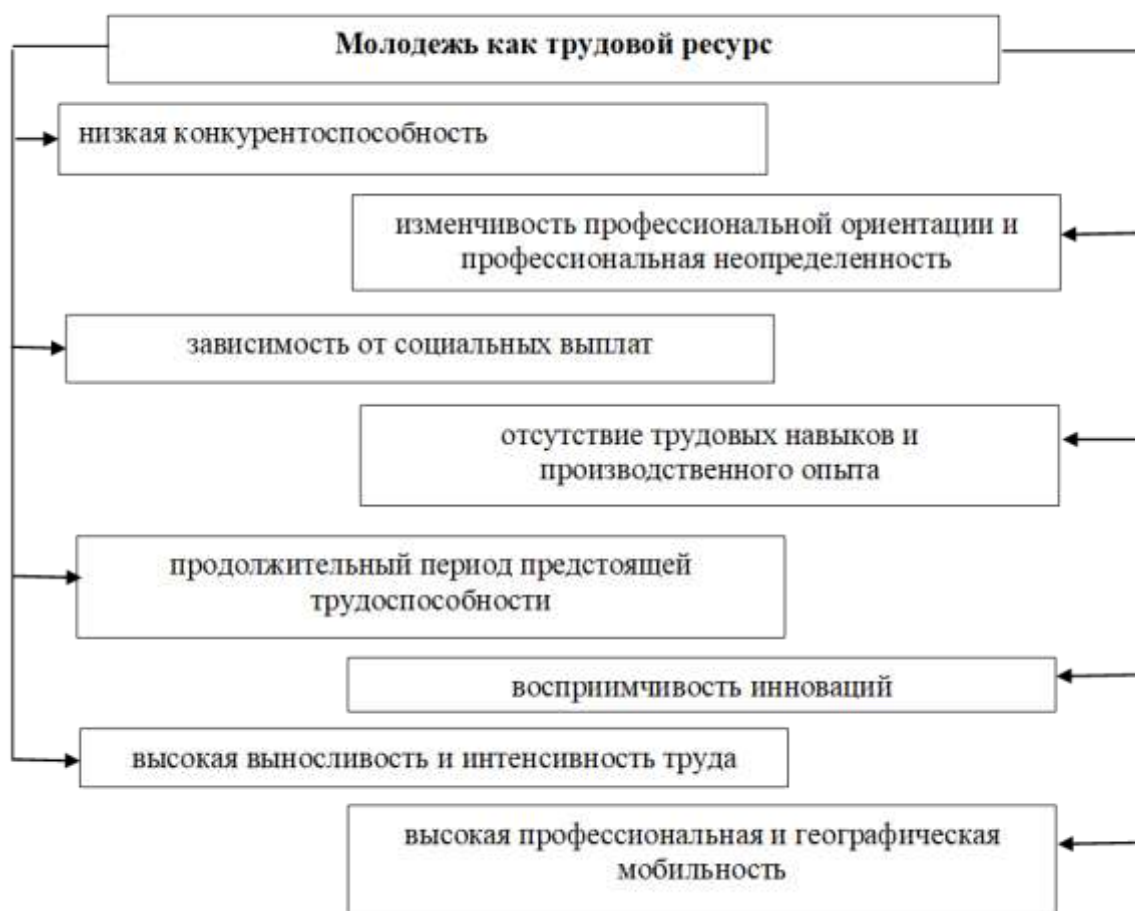 Молодежь как трудовой ресурс
низкая конкурентоспособность
изменчивость профессиональной ориентации и
профессиональная неопределенность
зависимость от социальных выплат
отсутствие трудовых навыков и
производственного опыта
продолжительный период предстоящей
трудоспособности
восприимчивость инноваций
высокая выносливость и интенсивность труда
высокая профессиональная и географическая
мобильность